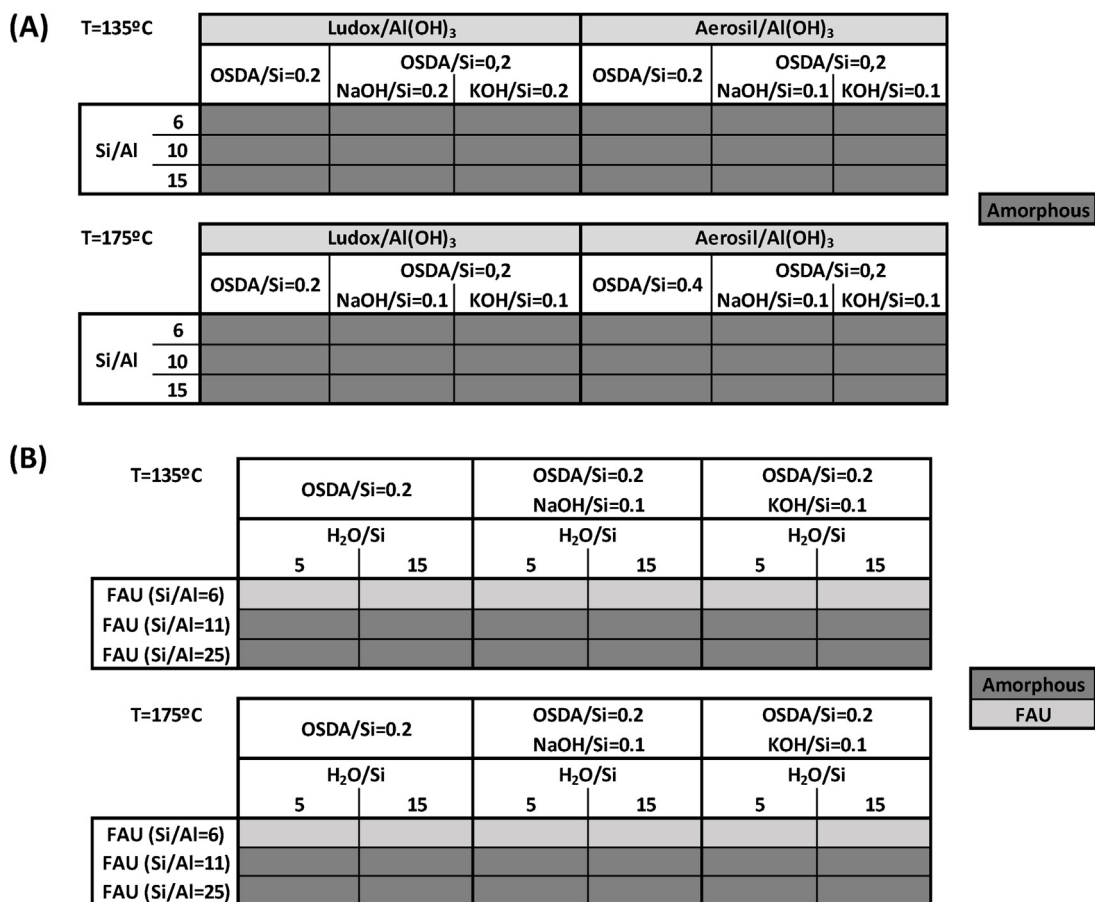 (A)
T=135ºC
Ludox/Al(OH)₃ Aerosil/Al(OH)₃
OSDA/Si=0.2 OSDA/Si=0,2 OSDA/Si=0.2 OSDA/Si=0,2
NaOH/Si=0.2 KOH/Si=0.2 NaOH/Si=0.1 KOH/Si=0.1
Si/Al
6
10
15
Amorphous
T=175ºC
Ludox/Al(OH)₃ Aerosil/Al(OH)₃
OSDA/Si=0.2 OSDA/Si=0,2 OSDA/Si=0.4 OSDA/Si=0,2
NaOH/Si=0.1 KOH/Si=0.1 NaOH/Si=0.1 KOH/Si=0.1
Si/Al
6
10
15
(B)
T=135ºC
OSDA/Si=0.2 OSDA/Si=0.2 OSDA/Si=0.2
NaOH/Si=0.1 KOH/Si=0.1
H₂O/Si H₂O/Si H₂O/Si
5 15 5 15 5 15
FAU (Si/Al=6)
FAU (Si/Al=11)
FAU (Si/Al=25)
Amorphous
FAU
T=175ºC
OSDA/Si=0.2 OSDA/Si=0.2 OSDA/Si=0.2
NaOH/Si=0.1 KOH/Si=0.1
H₂O/Si H₂O/Si H₂O/Si
5 15 5 15 5 15
FAU (Si/Al=6)
FAU (Si/Al=11)
FAU (Si/Al=25)